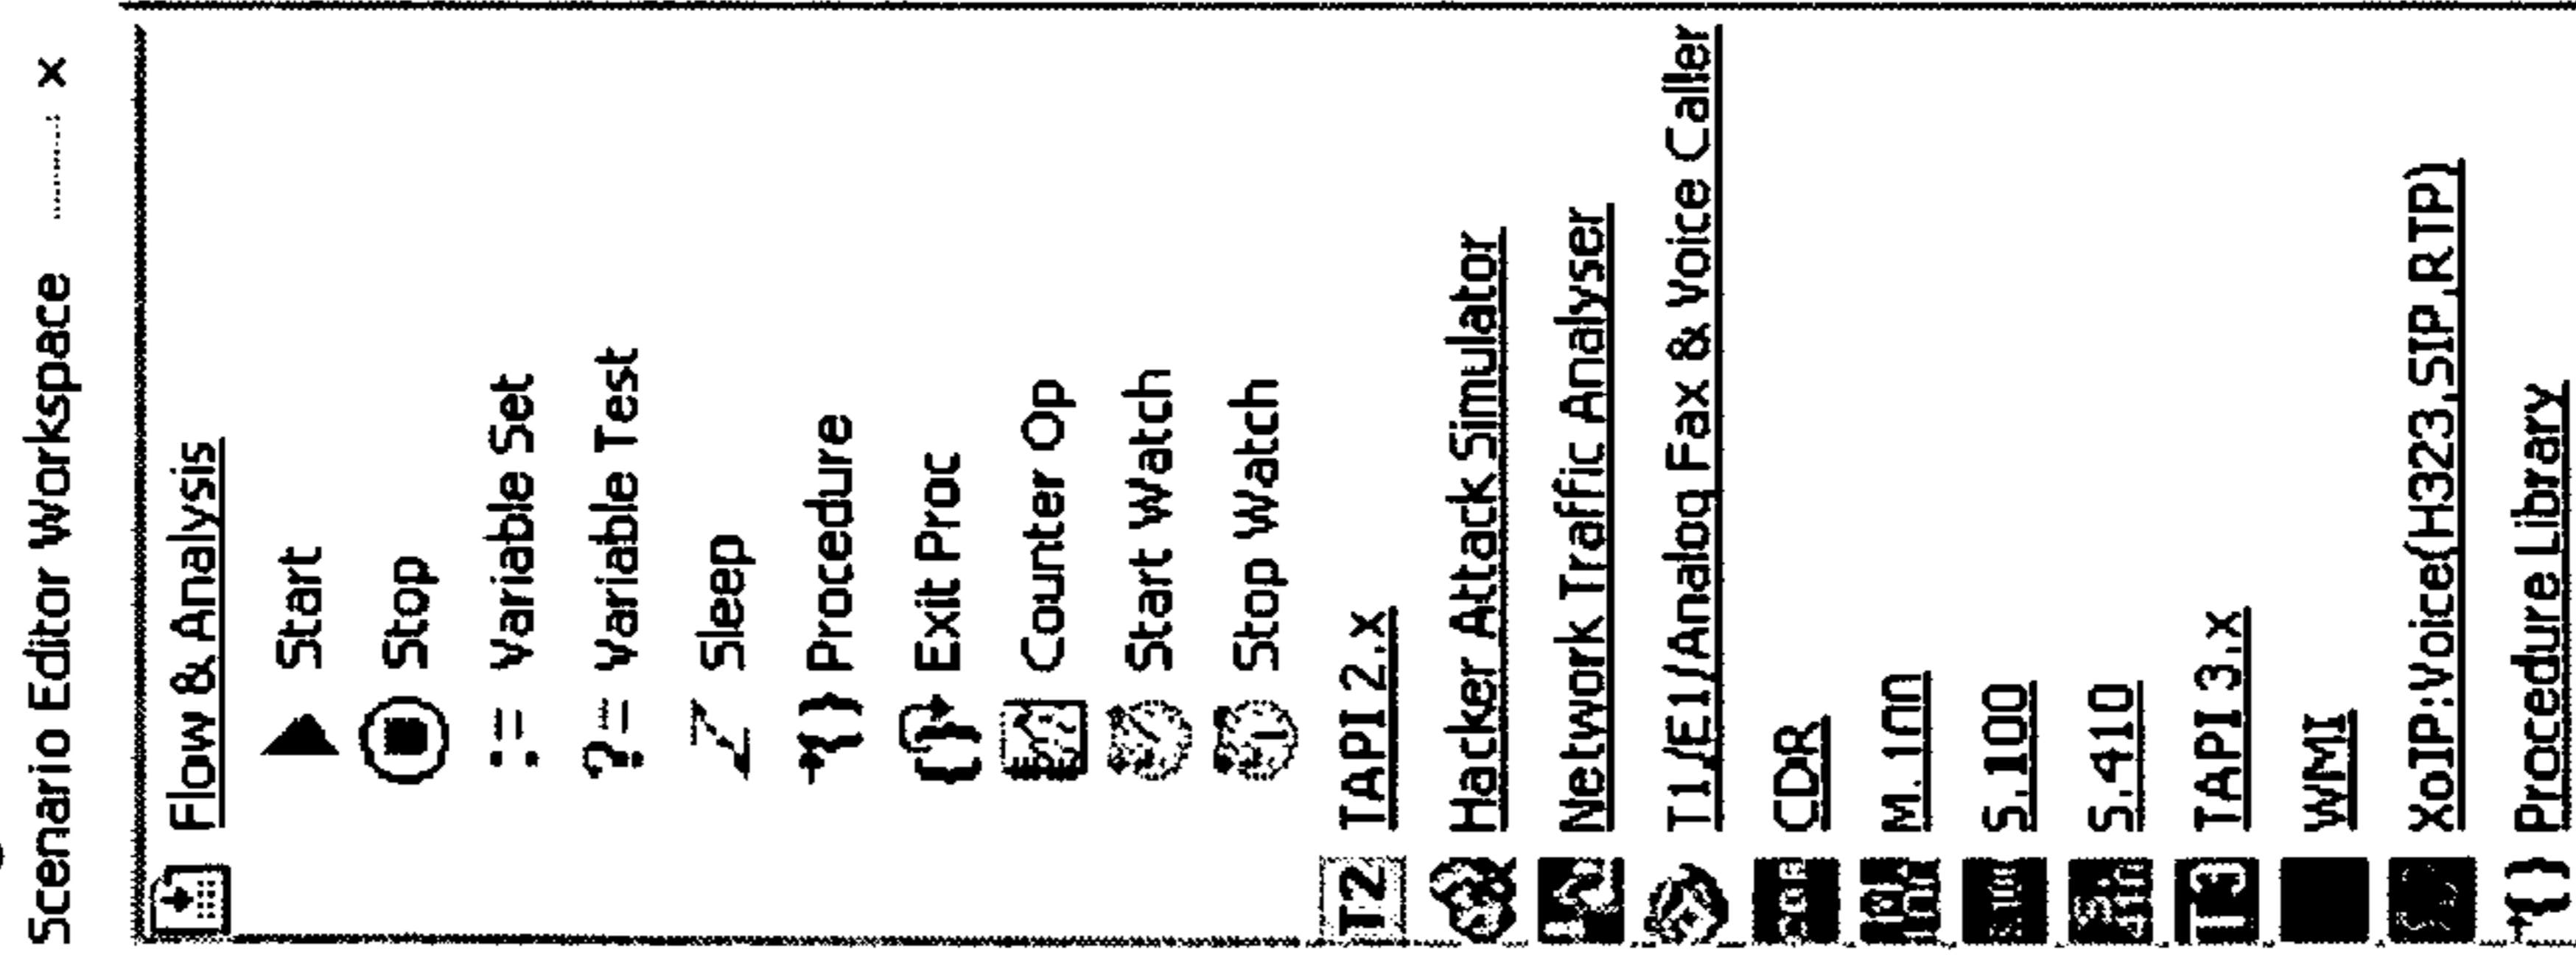 Scenario Editor Workspace x
Flow & Analysis
Start
Stop
:= Variable Set
?= Variable Test
Z Sleep
{} Procedure
{} Exit Proc
Counter Op
Start Watch
Stop Watch
T2 TAPI 2.x
Hacker Attack Simulator
Network Traffic Analyser
T1/E1/Analog Fax & Voice Caller
CDR
M.100
S.100
S.410
T3 TAPI 3.x
WMI
XoIP:Voice(H323,SIP,RTP)
{} Procedure Library